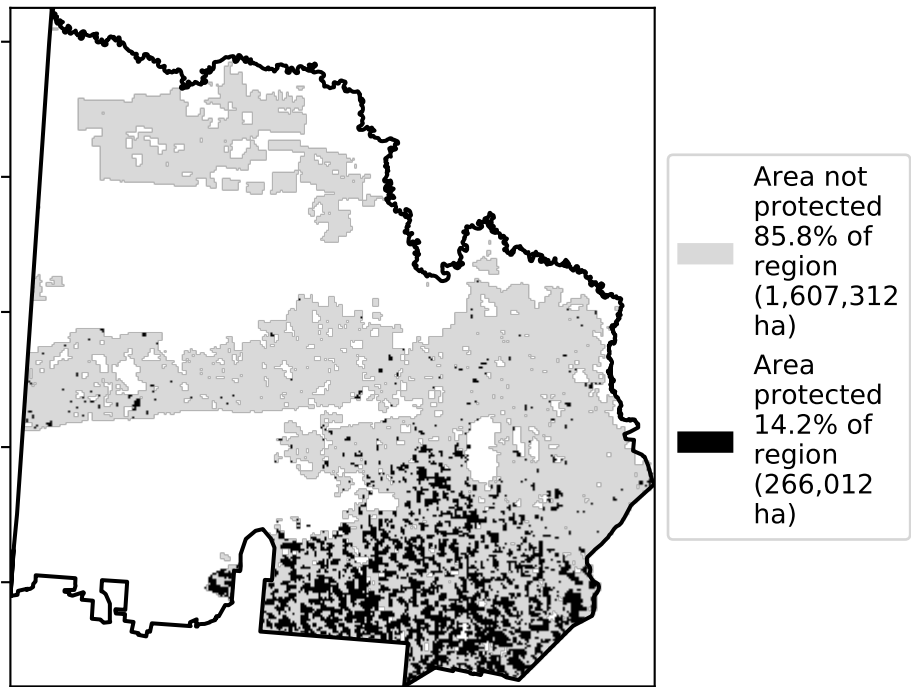 Area not
protected
85.8% of
region
(1,607,312
ha)
Area
protected
14.2% of
region
(266,012
ha)